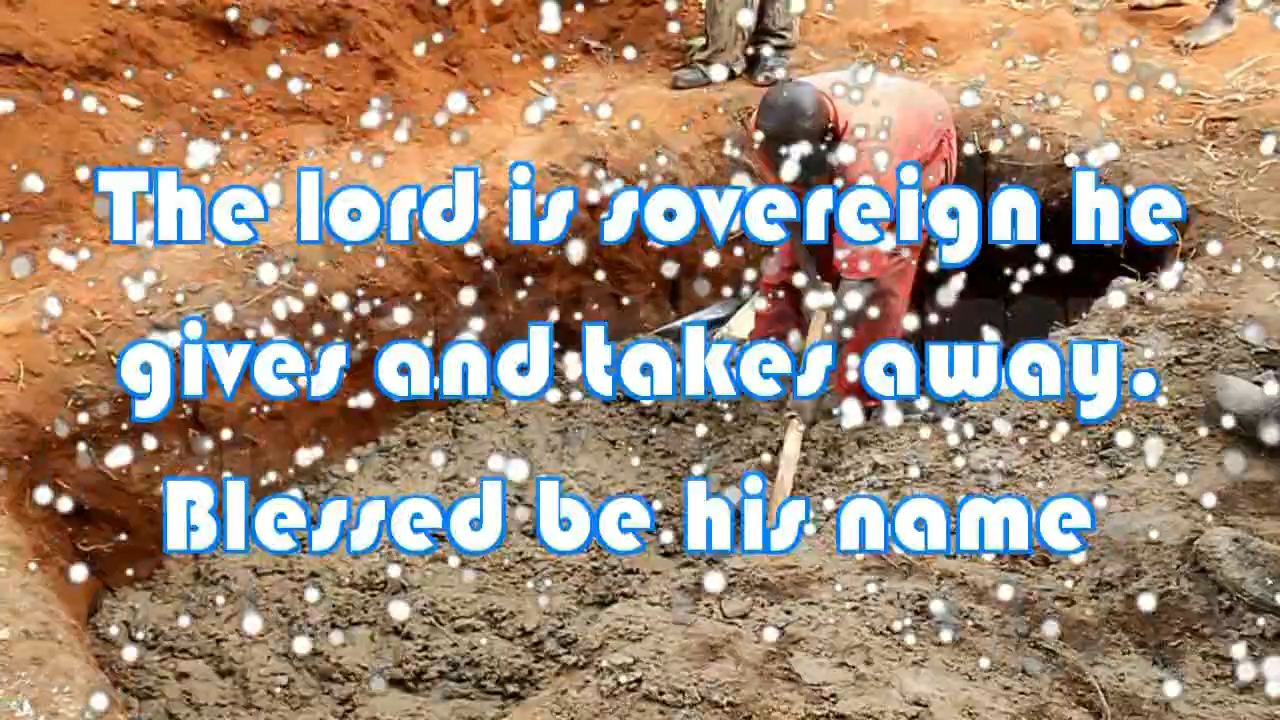 The lord is sovereign he
gives and takes away.
Blessed be his name